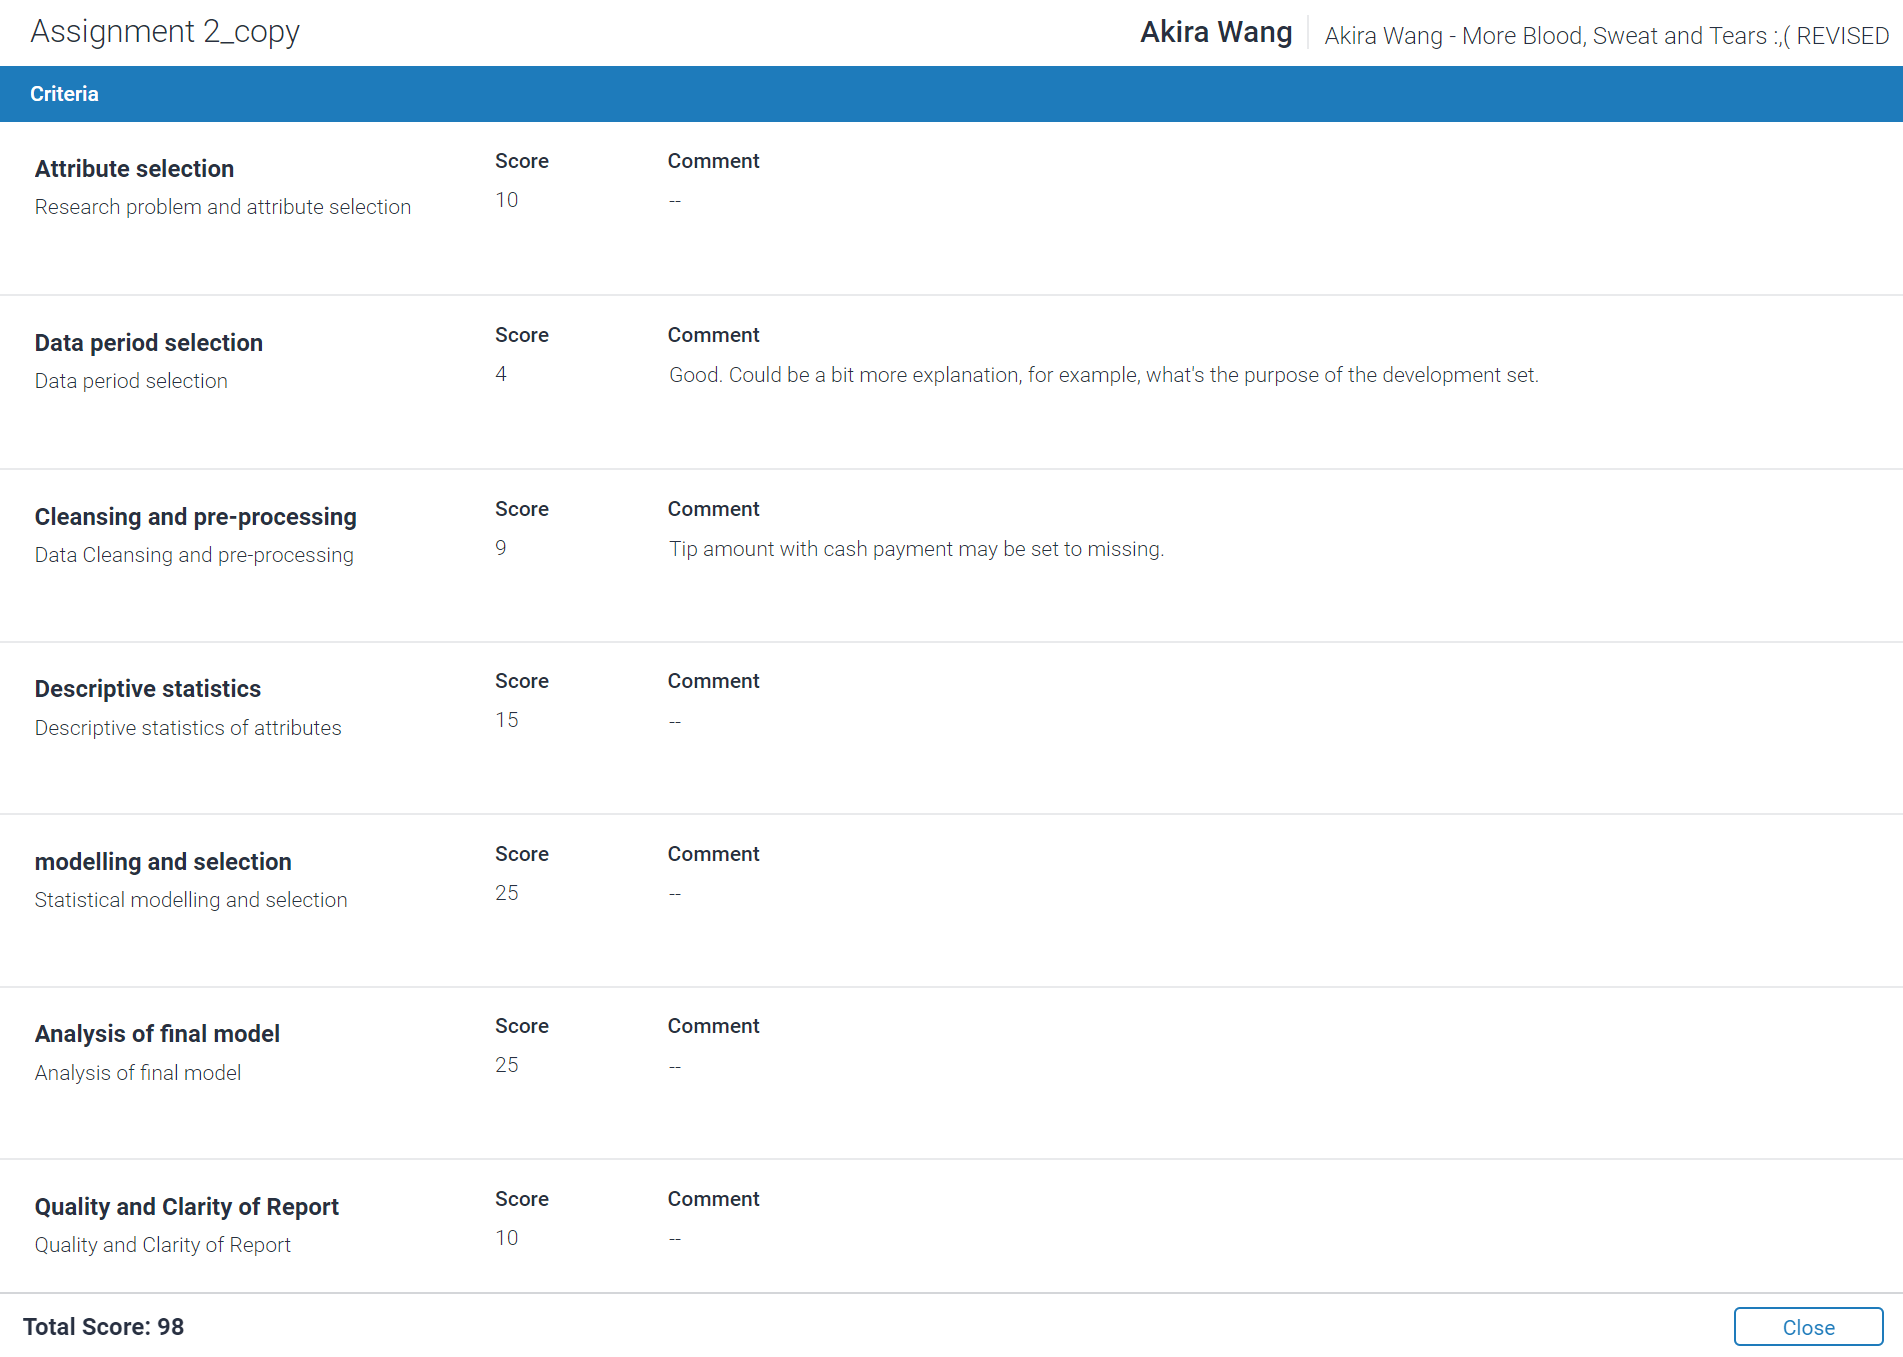 Assignment 2_copy
Akira Wang
Akira Wang - More Blood, Sweat and Tears :,( REVISED
Criteria
Attribute selection
Research problem and attribute selection
Score
10
Comment
--
Data period selection
Data period selection
Score
4
Comment
Good. Could be a bit more explanation, for example, what's the purpose of the development set.
Cleansing and pre-processing
Data Cleansing and pre-processing
Score
9
Comment
Tip amount with cash payment may be set to missing.
Descriptive statistics
Descriptive statistics of attributes
Score
15
Comment
--
modelling and selection
Statistical modelling and selection
Score
25
Comment
--
Analysis of final model
Analysis of final model
Score
25
Comment
--
Quality and Clarity of Report
Quality and Clarity of Report
Score
10
Comment
--
Total Score: 98
Close